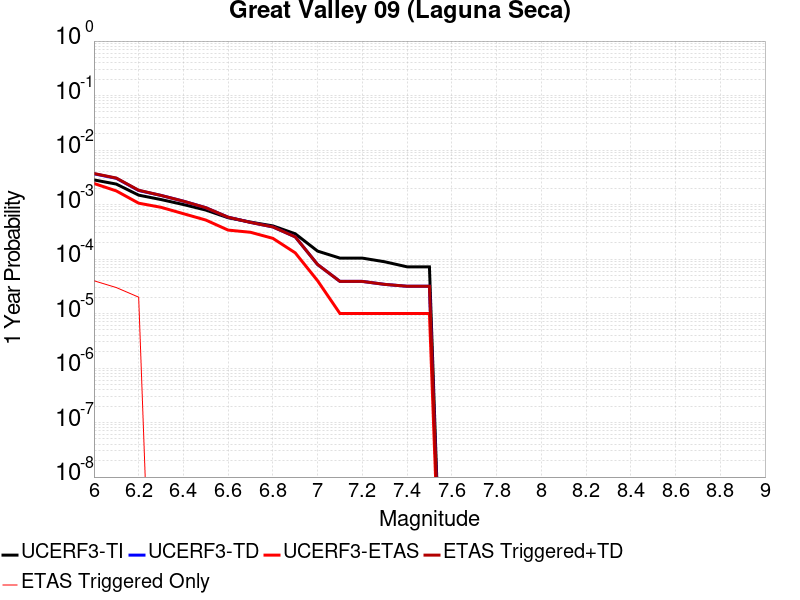 Great Valley 09 (Laguna Seca)
10^0
10^-1
10^-2
10^-3
10^-4
10^-5
10^-6
10^-7
10^-8
1 Year Probability
6 6.2 6.4 6.6 6.8 7 7.2 7.4 7.6 7.8 8 8.2 8.4 8.6 8.8 9
Magnitude
UCERF3-TI UCERF3-TD UCERF3-ETAS ETAS Triggered+TD
ETAS Triggered Only